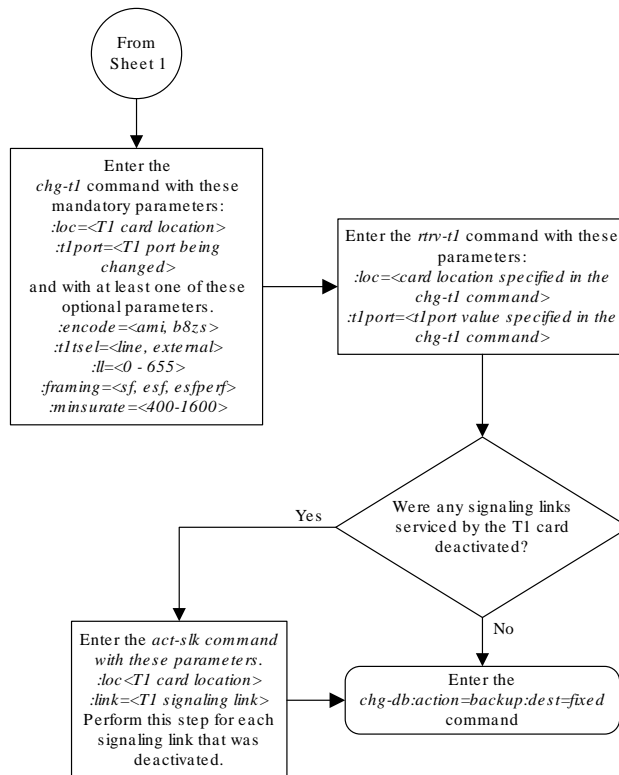 From
Sheet 1
Enter the
chg-t1 command with these
mandatory parameters:
:loc=<T1 card location>
:t1port=<T1 port being
changed>
and with at least one of these
optional parameters.
:encode=<ami, b8zs>
:t1tsel=<line, external>
:ll=<0 - 655>
:framing=<sf, esf, esfperf>
:minsurate=<400-1600>
Enter the rtrv-t1 command with these
parameters:
:loc=<card location specified in the
chg-t1 command>
:t1port=<t1port value specified in the
chg-t1 command>
Were any signaling links
serviced by the T1 card
deactivated?
Yes
No
Enter the act-slk command
with these parameters.
:loc<T1 card location>
:link=<T1 signaling link>
Perform this step for each
signaling link that was
deactivated.
Enter the
chg-db:action=backup:dest=fixed
command